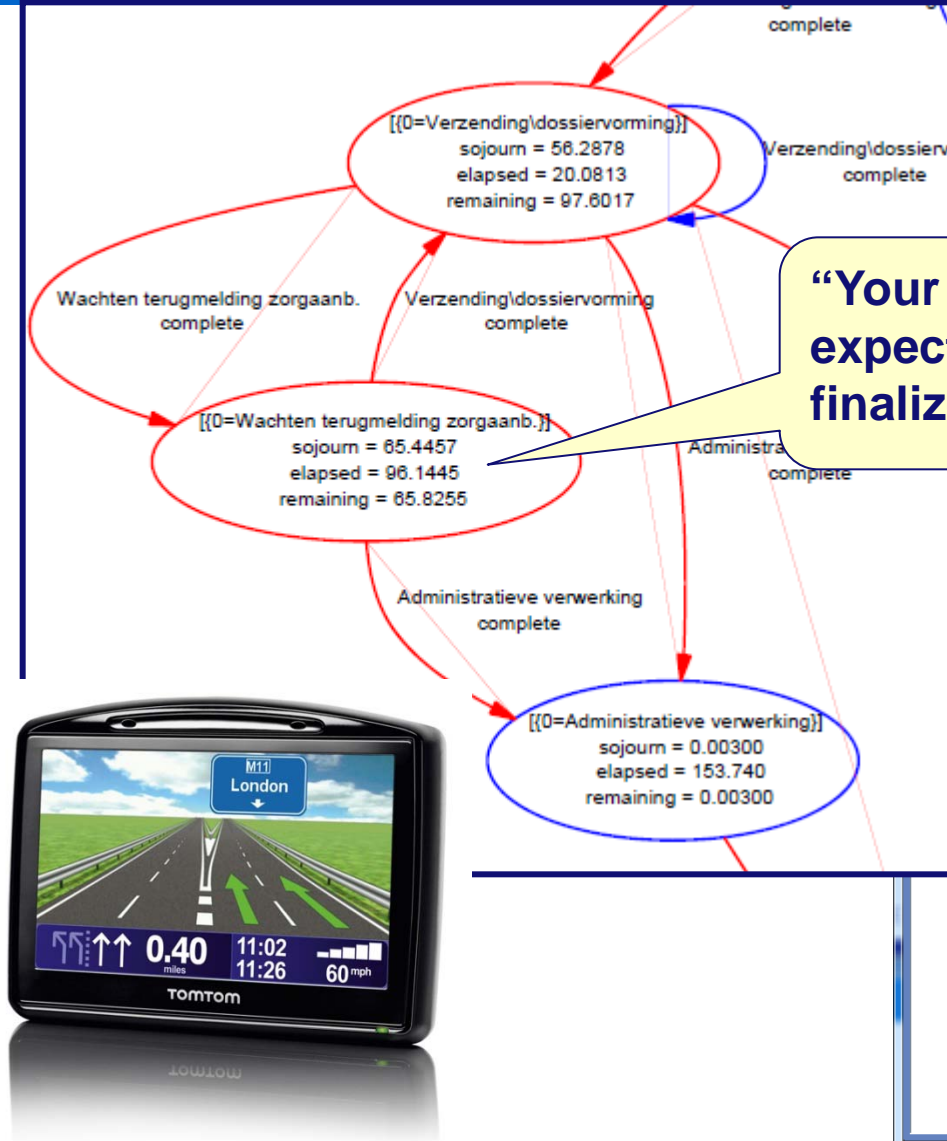 complete
[{0=Verzending\dossiervorming}]
sojourn = 56.2878
elapsed = 20.0813
remaining = 97.6017
complete
Wachten terugmelding zorgaanb.
complete
Verzending\dossiervorming
complete
“Your
[{0=Wachten terugmelding zorgaanb.}]
sojourn = 65.4457
elapsed = 96.1445
remaining = 65.8255
complete
Administratieve verwerking
complete
[{0=Administratieve verwerking}]
sojourn = 0.00300
elapsed = 153.740
remaining = 0.00300
M11
London
0.40
miles
11:02
11:26
60 mph
TOMTOM